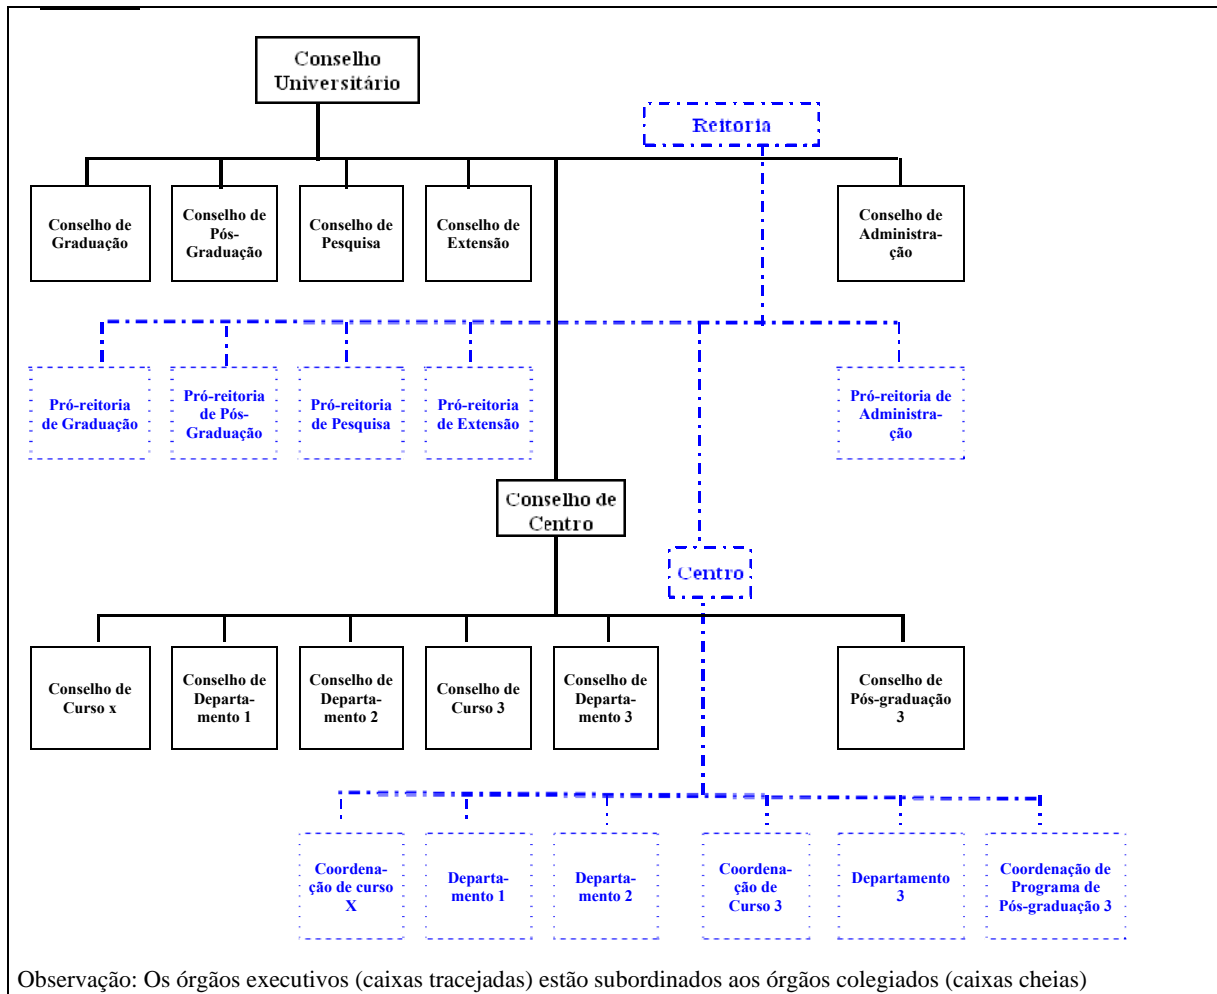 Conselho
Universitário
Reitoria
Conselho de
Graduação
Conselho de
Pós-
Graduação
Conselho de
Pesquisa
Conselho de
Extensão
Conselho de
Administra-
ção
Pró-reitoria
de Graduação
Pró-reitoria
de Pós-
Graduação
Pró-reitoria
de Pesquisa
Pró-reitoria
de Extensão
Pró-reitoria de
Administra-
ção
Conselho de
Centro
Centro
Conselho de
Curso x
Conselho de
Departa-
mento 1
Conselho de
Departa-
mento 2
Conselho de
Curso 3
Conselho de
Departa-
mento 3
Conselho de
Pós-graduação
3
Coordena-
ção de curso
X
Departa-
mento 1
Departa-
mento 2
Coordena-
ção de
Curso 3
Departamento
3
Coordenação de
Programa de
Pós-graduação 3
Observação: Os órgãos executivos (caixas tracejadas) estão subordinados aos órgãos colegiados (caixas cheias)